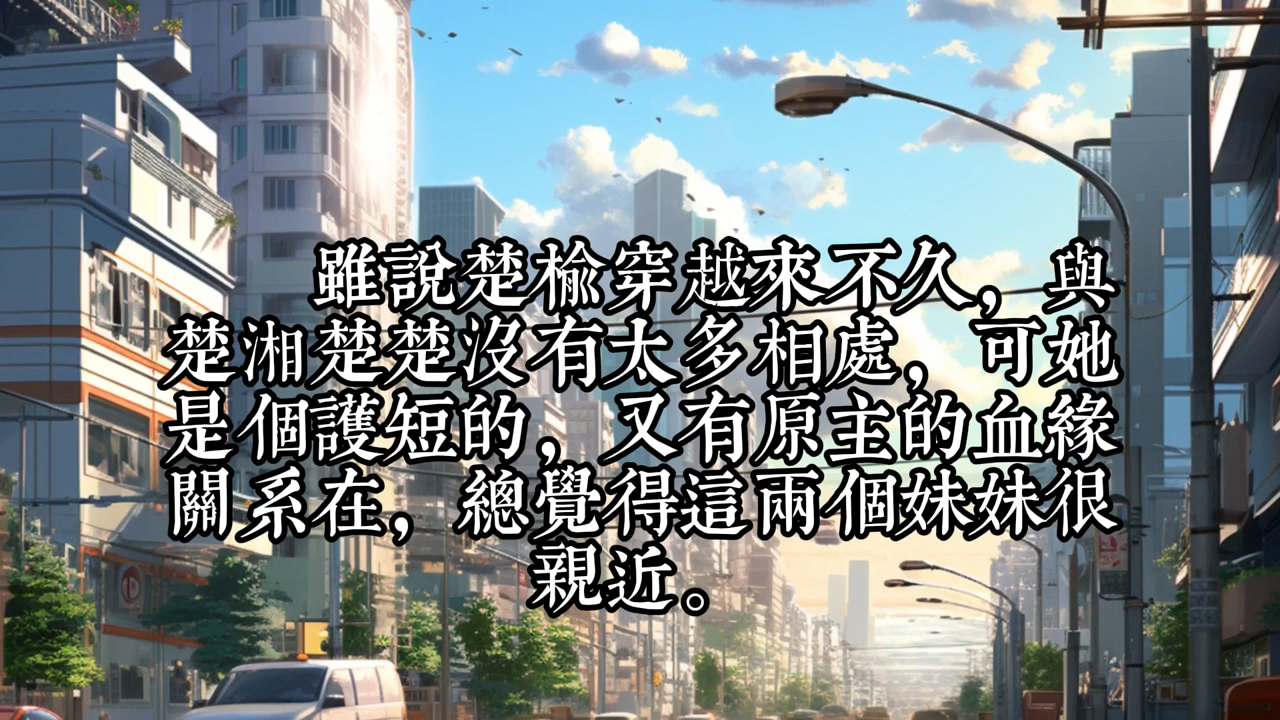 雖說楚榆穿越來不久，與
楚湘楚楚沒有太多相處，可她
是個護短的，又有原主的血緣
關系在，總覺得這兩個妹妹很
親近。